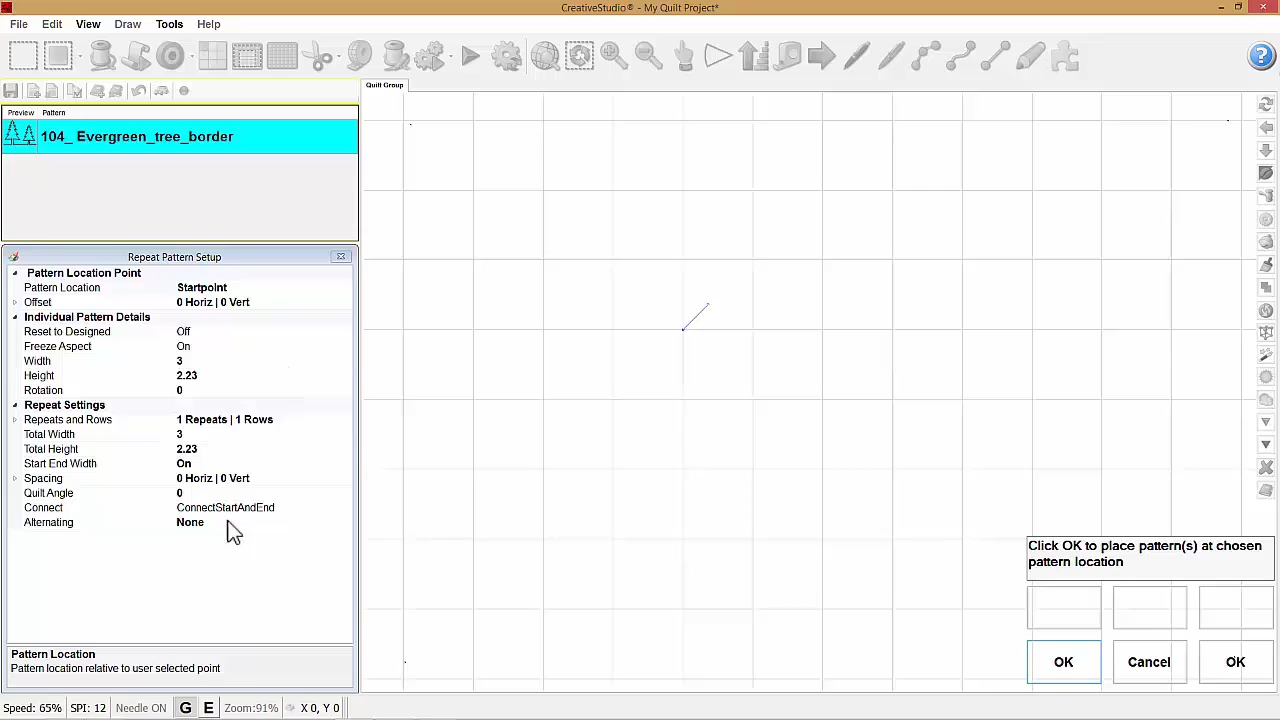 CreativeStudio® - My Quilt Project*
File Edit View Draw Tools Help
Quilt Group
Preview Pattern
104_ Evergreen_tree_border
Repeat Pattern Setup
Pattern Location Point
Pattern Location Startpoint
Offset 0 Horiz | 0 Vert
Individual Pattern Details
Reset to Designed Off
Freeze Aspect On
Width 3
Height 2.23
Rotation 0
Repeat Settings
Repeats and Rows 1 Repeats | 1 Rows
Total Width 3
Total Height 2.23
Start End Width On
Spacing 0 Horiz | 0 Vert
Quilt Angle 0
Connect ConnectStartAndEnd
Alternating None
Click OK to place pattern(s) at chosen
pattern location
Pattern Location
Pattern location relative to user selected point
OK Cancel OK
Speed: 65% SPI: 12 Needle ON G E Zoom:91% X 0, Y 0